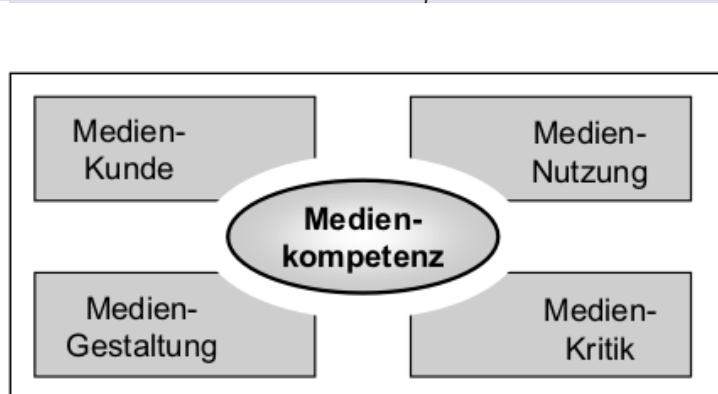 Medien-
Kunde
Medien-
Nutzung
Medien-
kompetenz
Medien-
Gestaltung
Medien-
Kritik